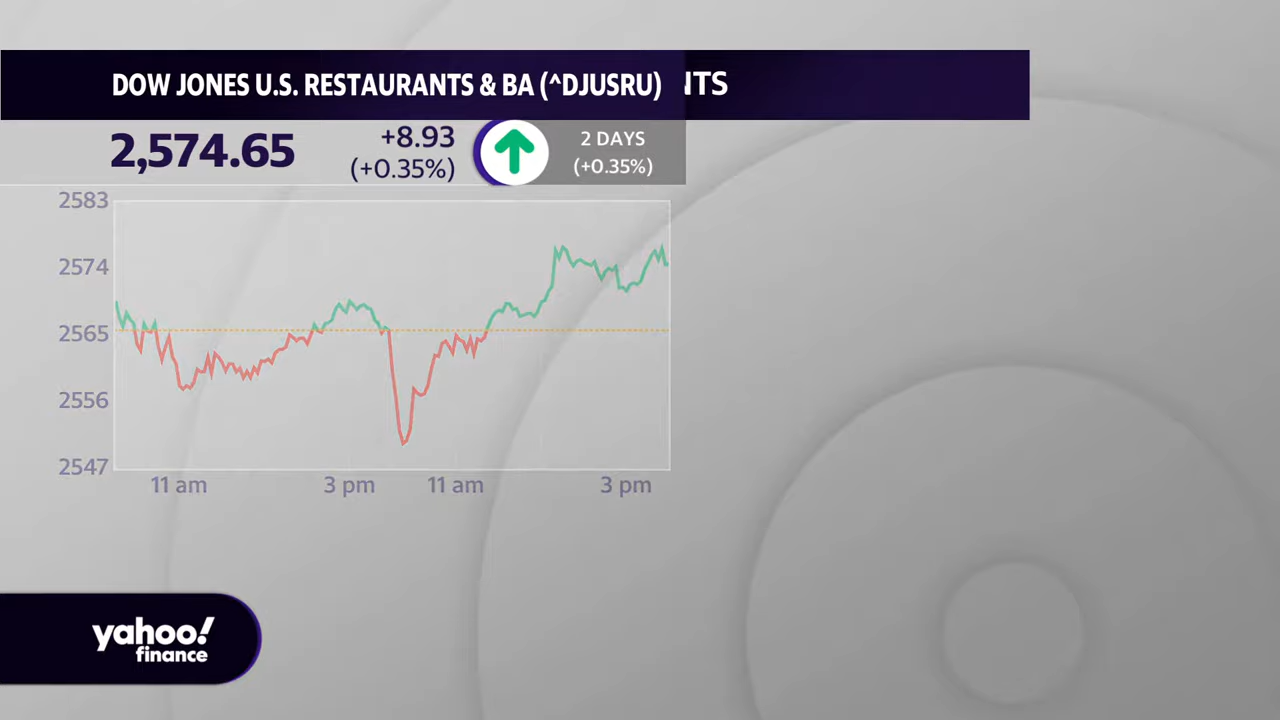 DOW JONES U.S. RESTAURANTS & BA (^DJUSRU)
NTS
2,574.65
+8.93
(+0.35%)
2 DAYS
(+0.35%)
2583
2574
2565
2556
2547
11 am
3 pm
11 am
3 pm
yahoo!
finance